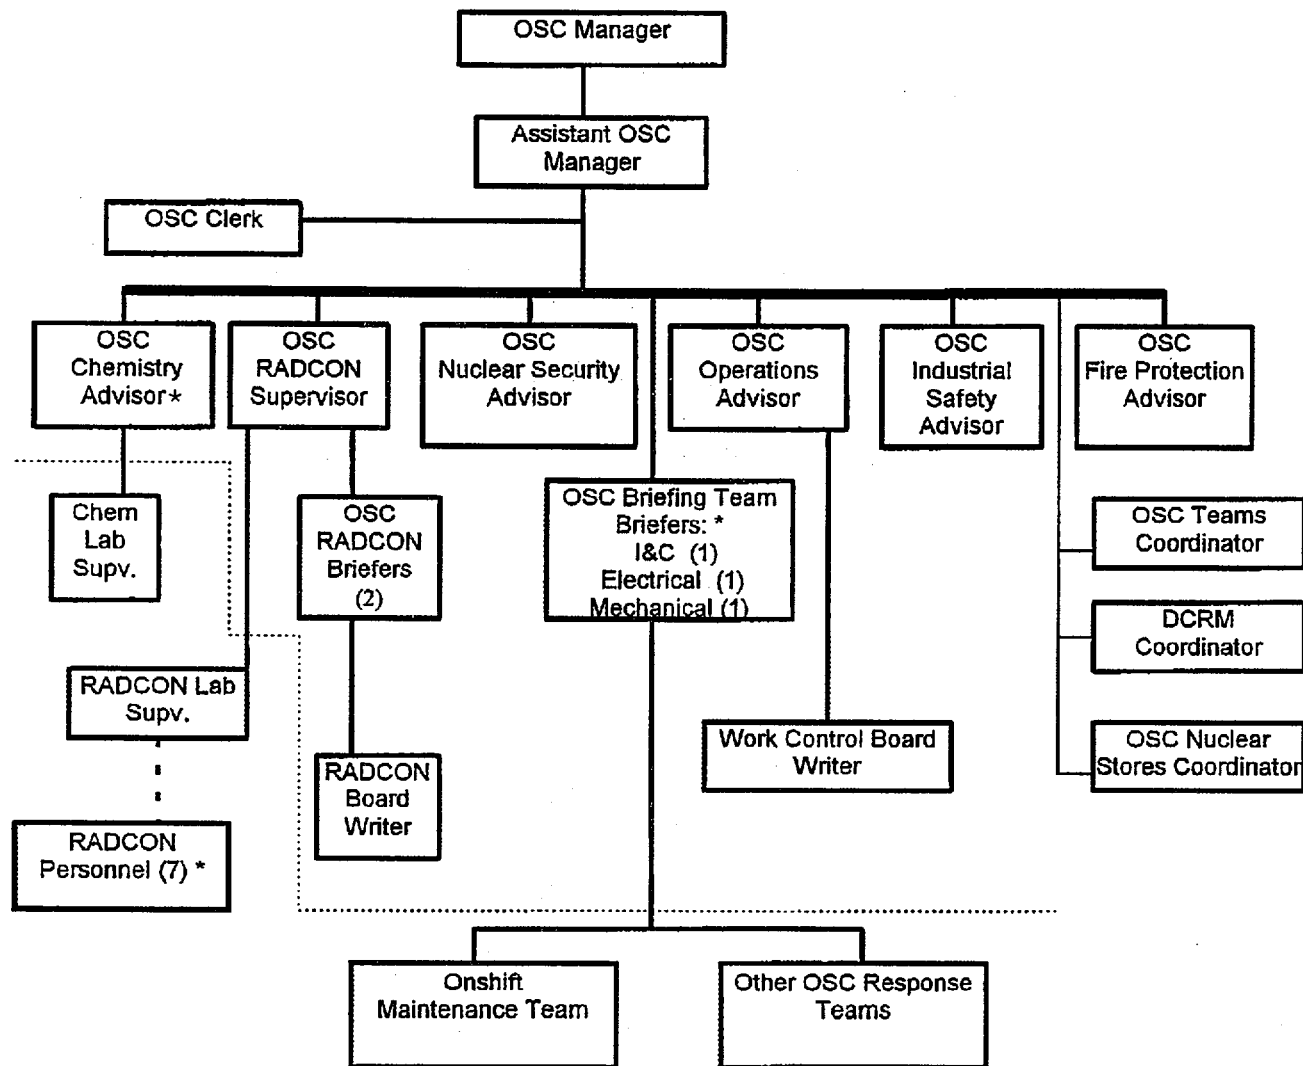 OSC Manager
Assistant OSC
Manager
OSC Clerk
OSC
Chemistry
Advisor*
OSC
RADCON
Supervisor
OSC
Nuclear Security
Advisor
OSC
Operations
Advisor
OSC
Industrial
Safety
Advisor
OSC
Fire Protection
Advisor
Chem
Lab
Supv.
OSC
RADCON
Briefers
(2)
OSC Briefing Team
Briefers: *
I&C (1)
Electrical (1)
Mechanical (1)
OSC Teams
Coordinator
DCRM
Coordinator
RADCON Lab
Supv.
Work Control Board
Writer
OSC Nuclear
Stores Coordinator
RADCON
Board
Writer
RADCON
Personnel (7) *
Onshift
Maintenance Team
Other OSC Response
Teams